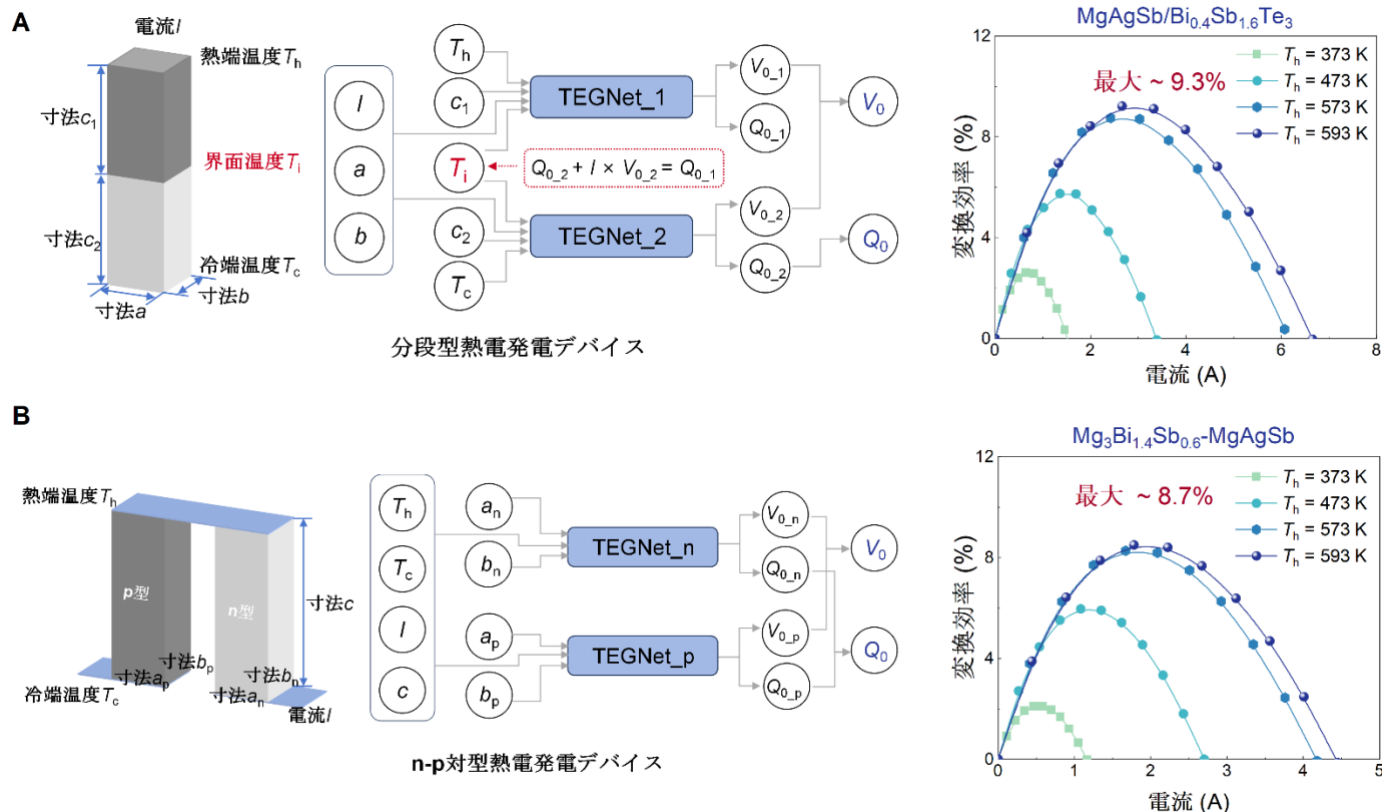 A
電流I
熱端温度Th
寸法c1
界面温度Ti
寸法c2
冷端温度Tc
寸法b
寸法a
I
a
b
Th
c1
Ti
c2
Tc
TEGNet_1
Q0_2 + I × V0_2 = Q0_1
TEGNet_2
V0_1
Q0_1
V0_2
Q0_2
V0
Q0
分段型熱電発電デバイス
MgAgSb/Bi0.4Sb1.6Te3
最大 ~ 9.3%
Th = 373 K
Th = 473 K
Th = 573 K
Th = 593 K
変換効率 (%)
12
8
4
0
0 2 4 6 8
電流 (A)
B
熱端温度Th
p型
n型
寸法c
寸法bp
寸法ap
寸法bn
寸法an
冷端温度Tc
電流I
Th
Tc
I
c
an
bn
ap
bp
TEGNet_n
TEGNet_p
V0_n
Q0_n
V0_p
Q0_p
V0
Q0
n-p対型熱電発電デバイス
Mg3Bi1.4Sb0.6-MgAgSb
最大 ~ 8.7%
Th = 373 K
Th = 473 K
Th = 573 K
Th = 593 K
変換効率 (%)
12
8
4
0
0 1 2 3 4 5
電流 (A)